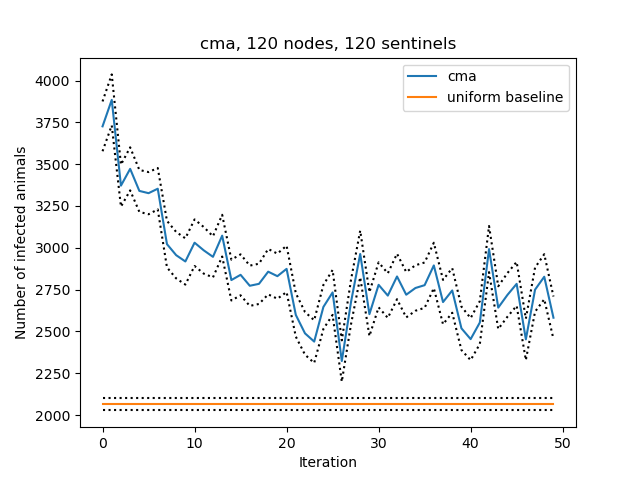 cma, 120 nodes, 120 sentinels
cma
uniform baseline
Number of infected animals
4000
3750
3500
3250
3000
2750
2500
2250
2000
0 10 20 30 40 50
Iteration